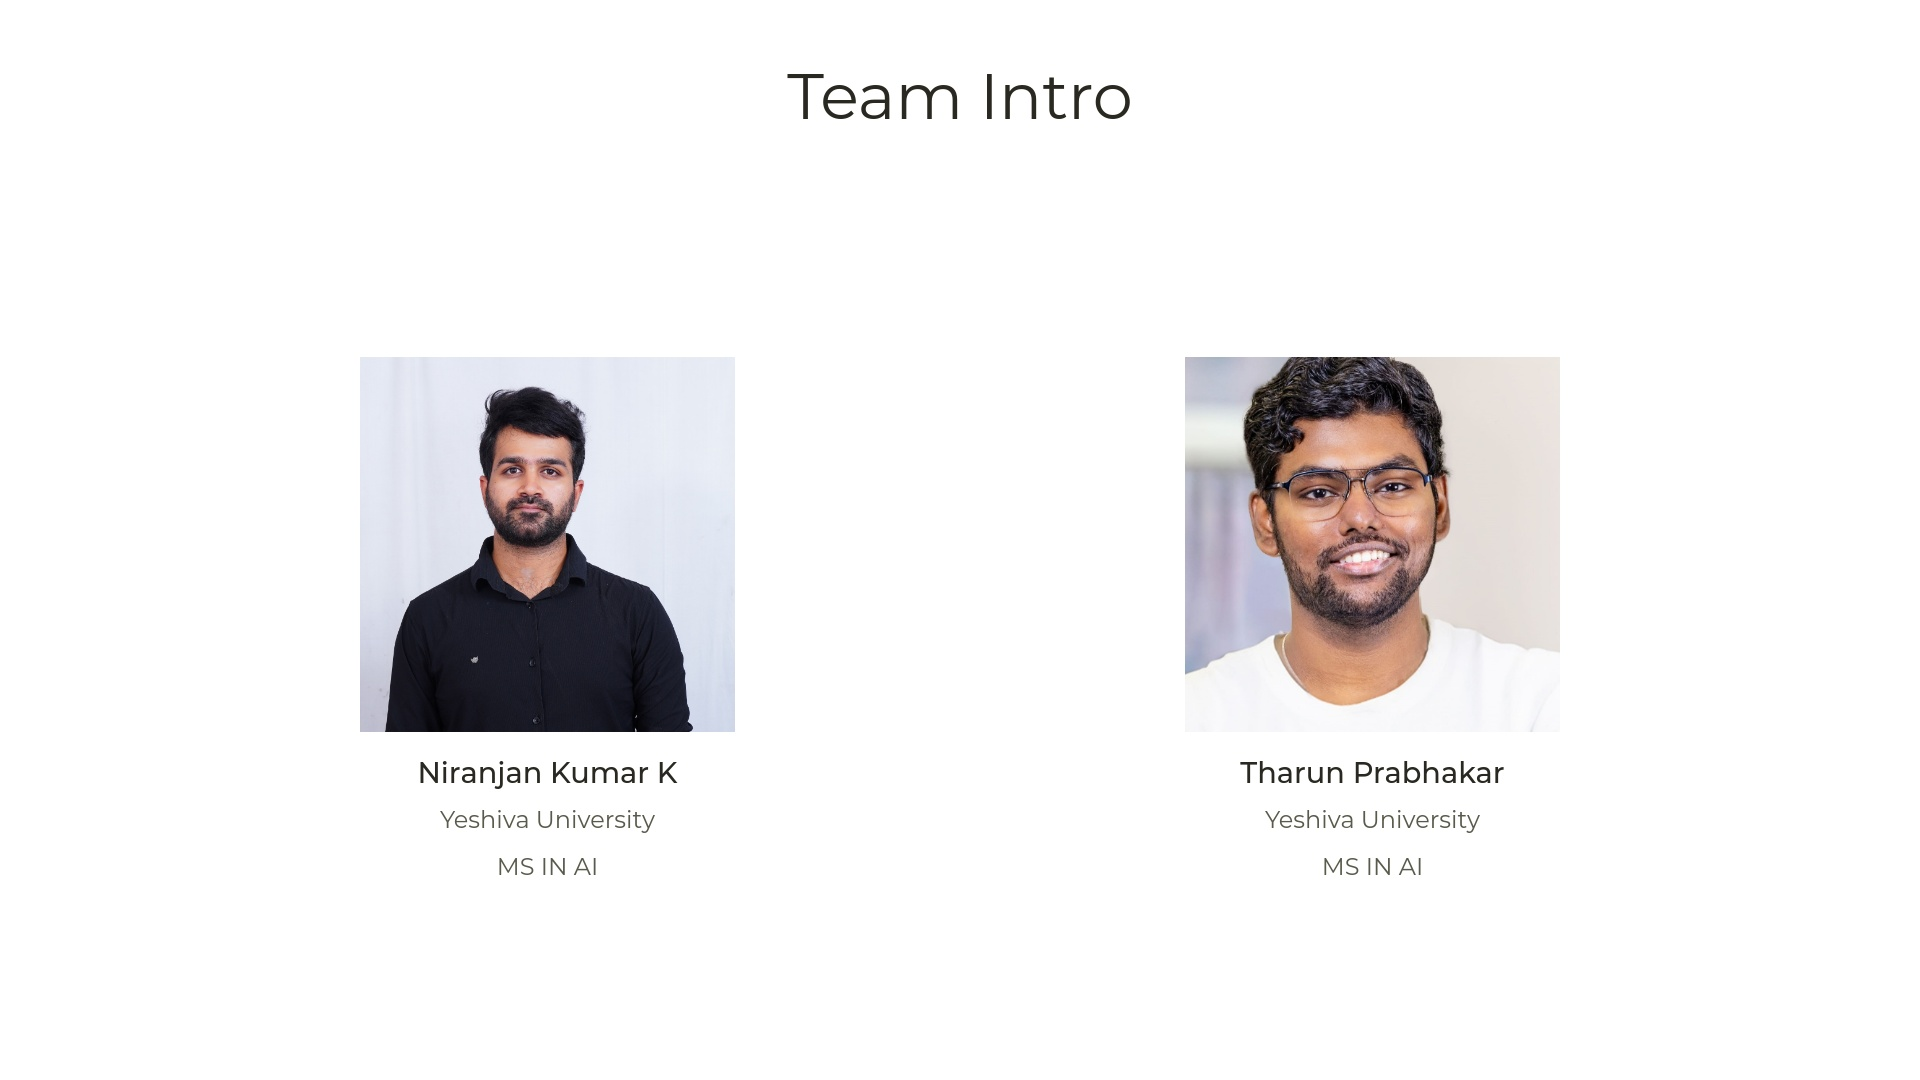 Team Intro
Niranjan Kumar K
Yeshiva University
MS IN AI
Tharun Prabhakar
Yeshiva University
MS IN AI